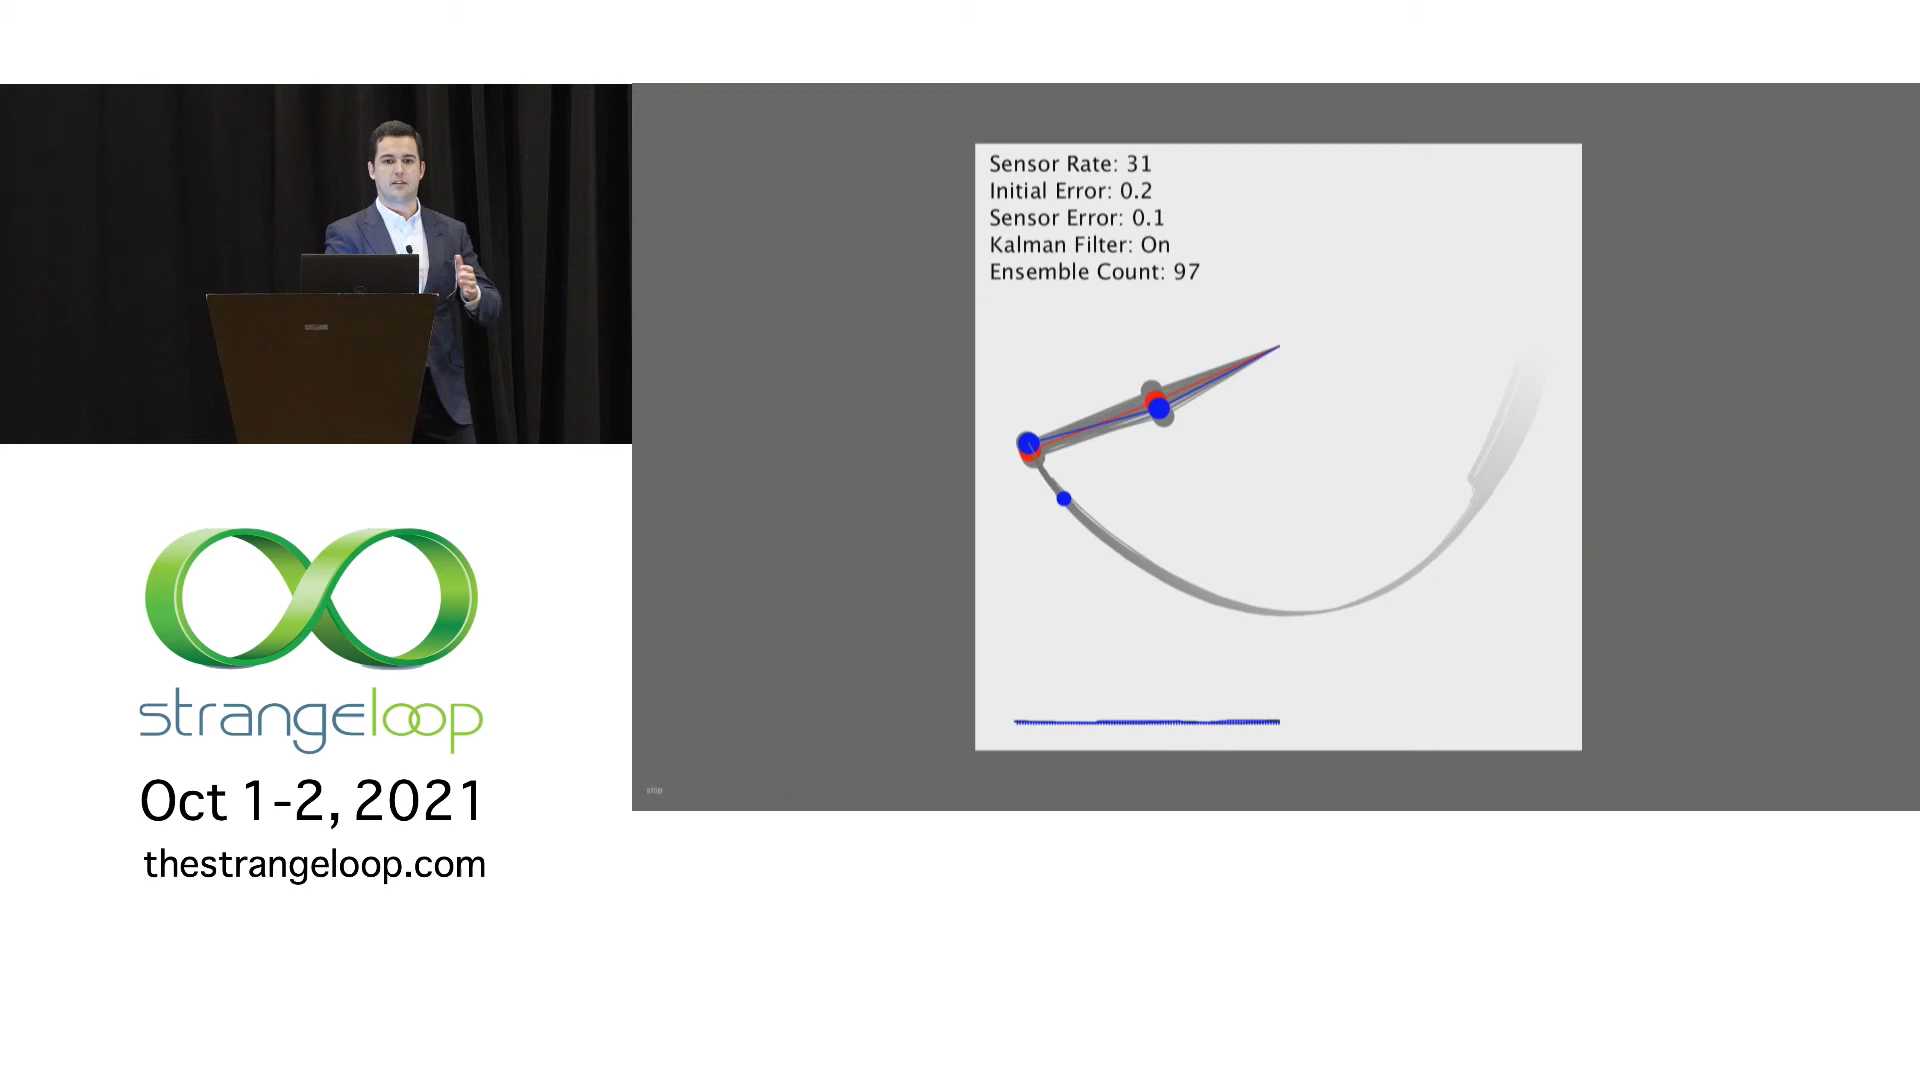 Sensor Rate: 31
Initial Error: 0.2
Sensor Error: 0.1
Kalman Filter: On
Ensemble Count: 97
stop
strangeloop
Oct 1-2, 2021
thestrangeloop.com